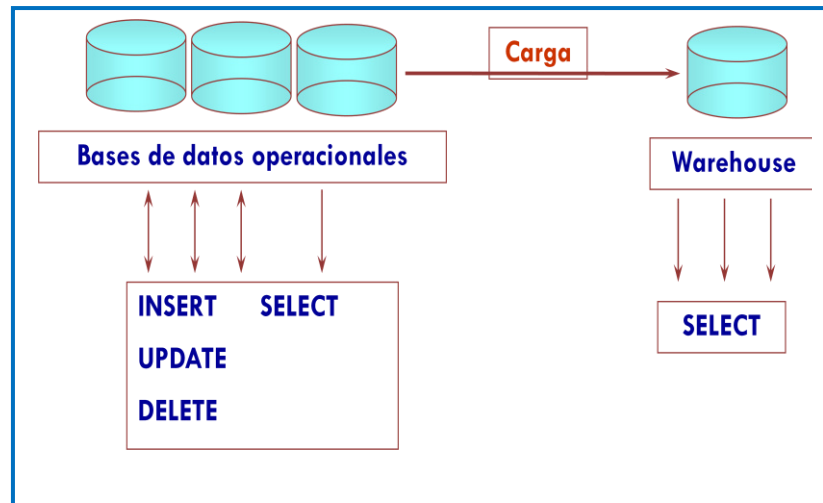 Carga
Bases de datos operacionales
Warehouse
INSERT SELECT
UPDATE
DELETE
SELECT